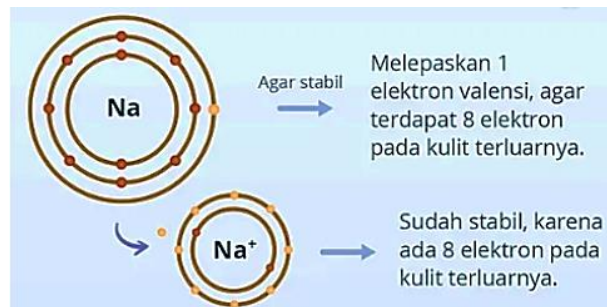 Na
Agar stabil
Melepaskan 1
elektron valensi, agar
terdapat 8 elektron
pada kulit terluarnya.
Na⁺
Sudah stabil, karena
ada 8 elektron pada
kulit terluarnya.